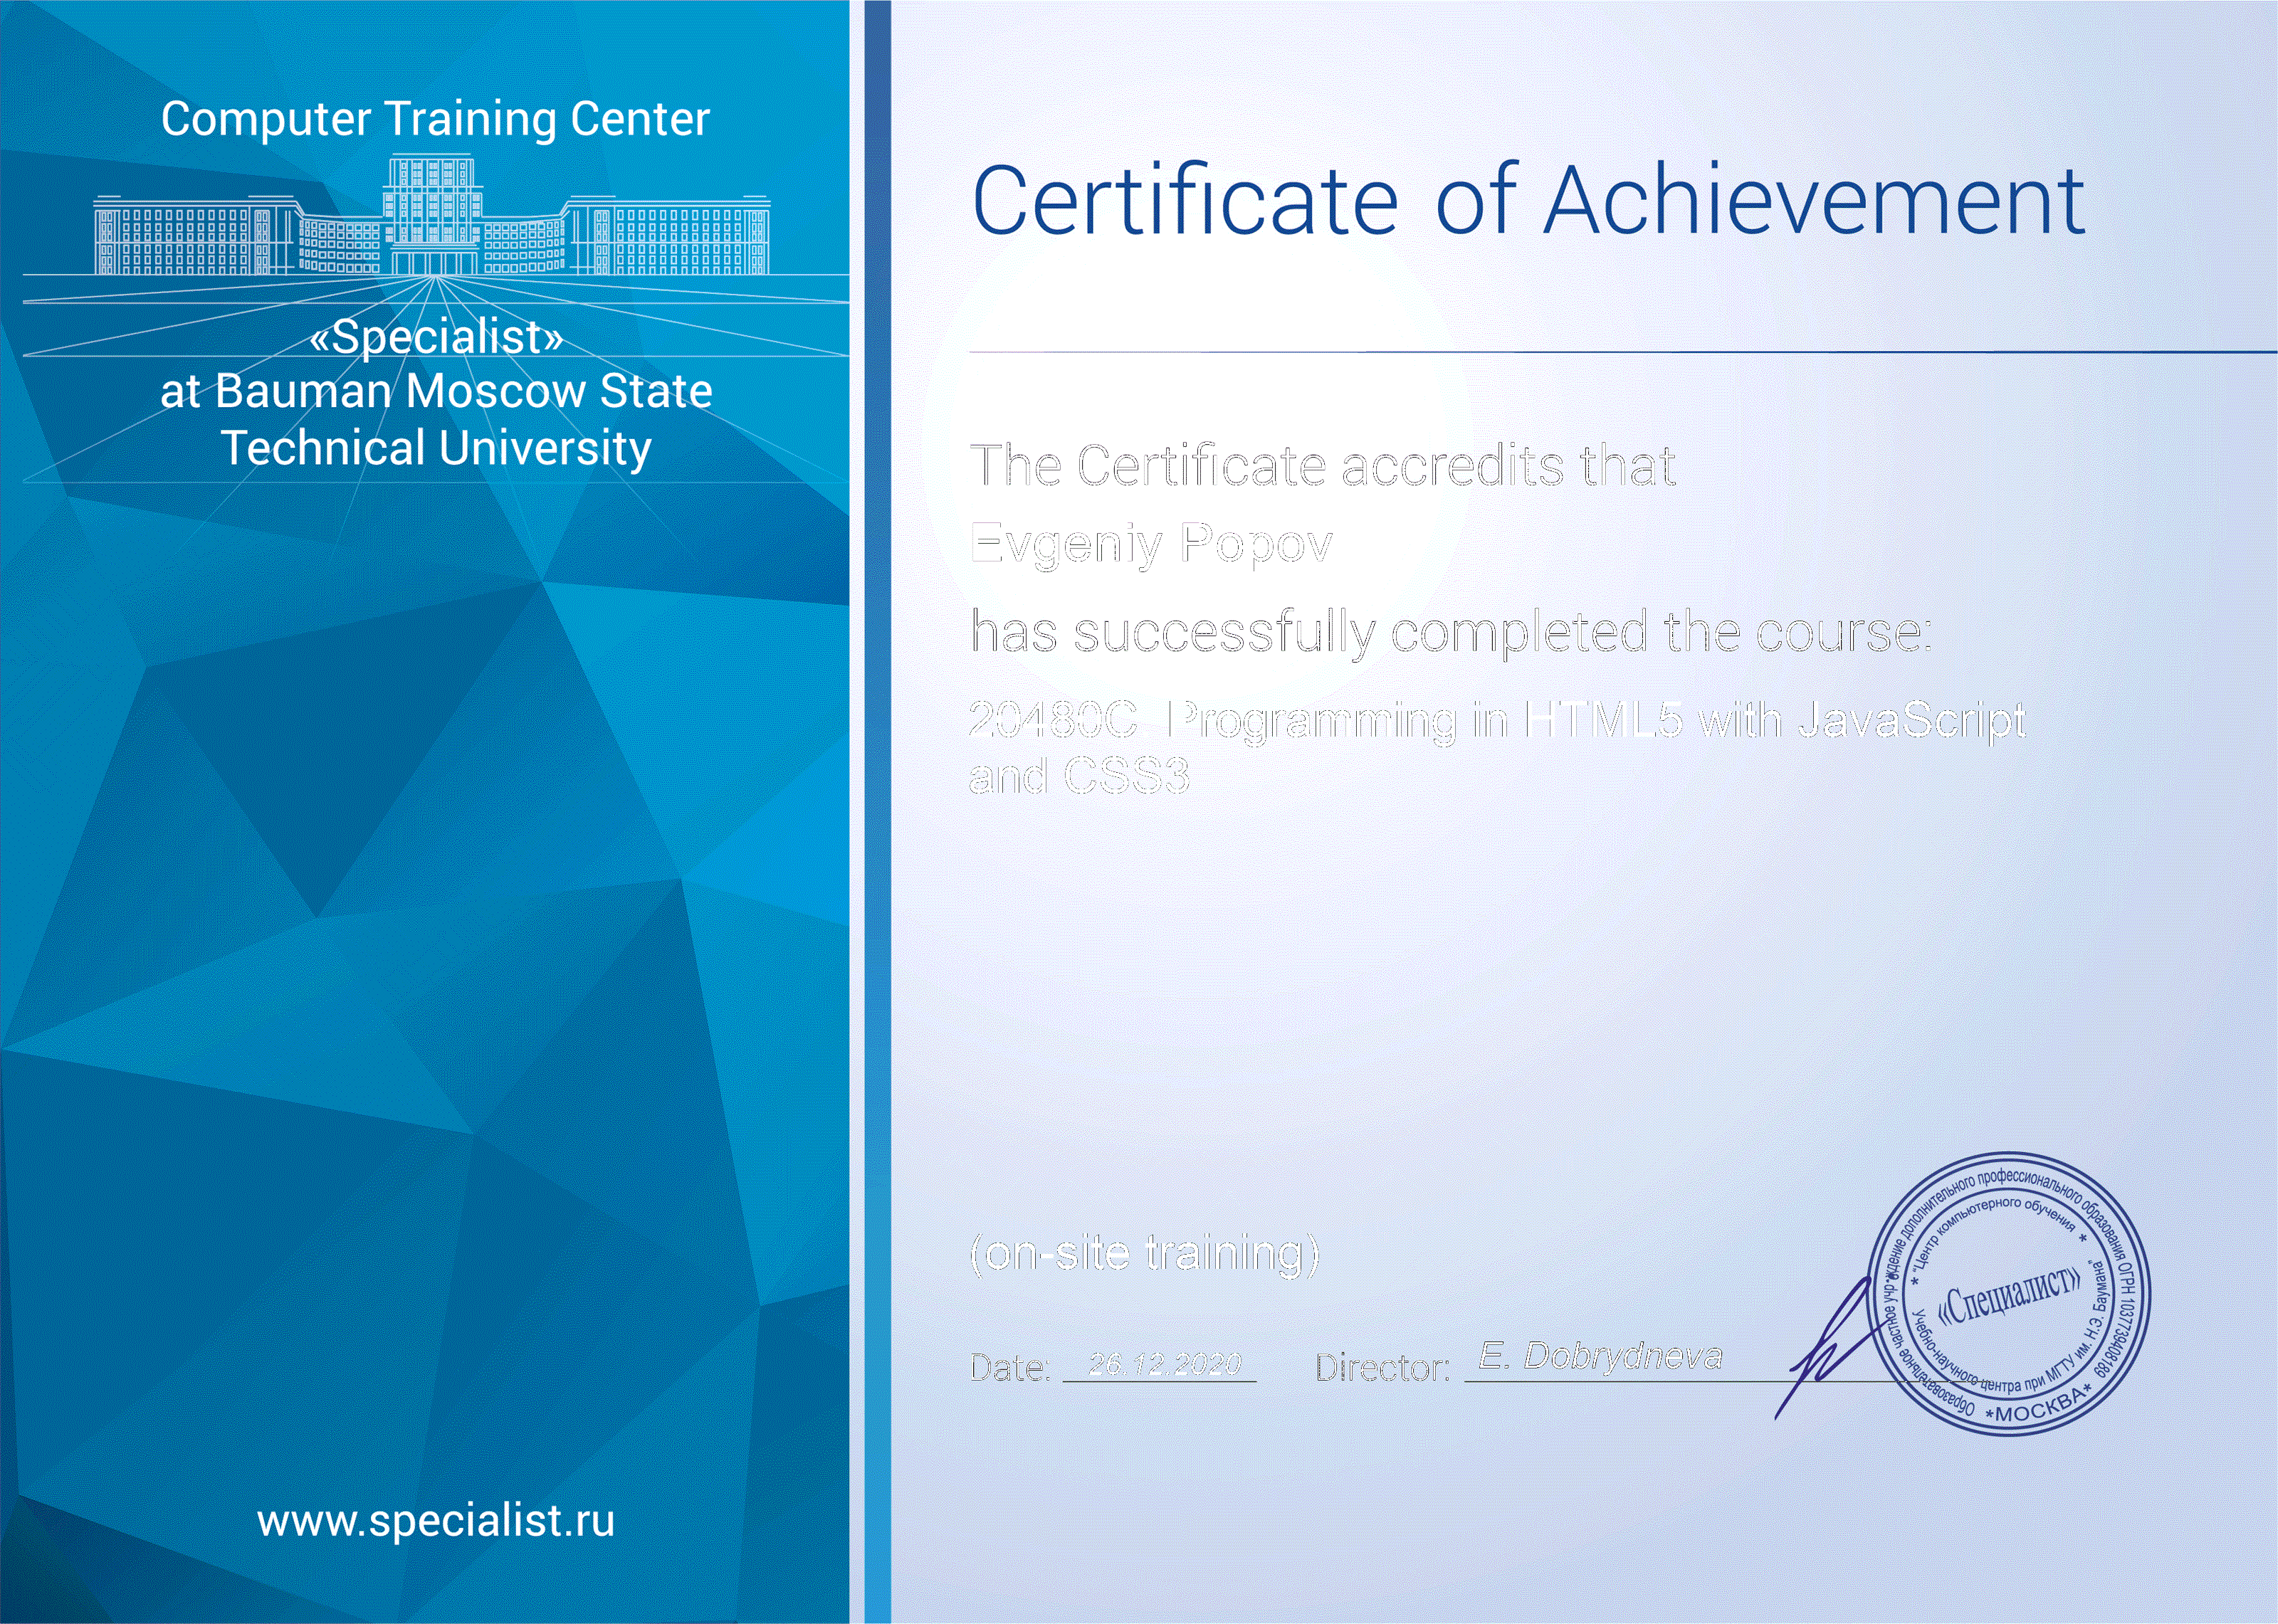 Computer Training Center
«Specialist»
at Bauman Moscow State
Technical University
www.specialist.ru
Certificate of Achievement
The Certificate accredits that
Evgeniy Popov
has successfully completed the course:
20480C Programming in HTML5 with JavaScript
and CSS3
(on-site training)
Date: 26.12.2020 Director: E. Dobrydneva
Образовательное частное учреждение дополнительного профессионального образования ОГРН 1037739408189
*МОСКВА*
* "Центр компьютерного обучения *
Учебно-научного центра при МГТУ им. Н.Э. Баумана"
«Специалист»